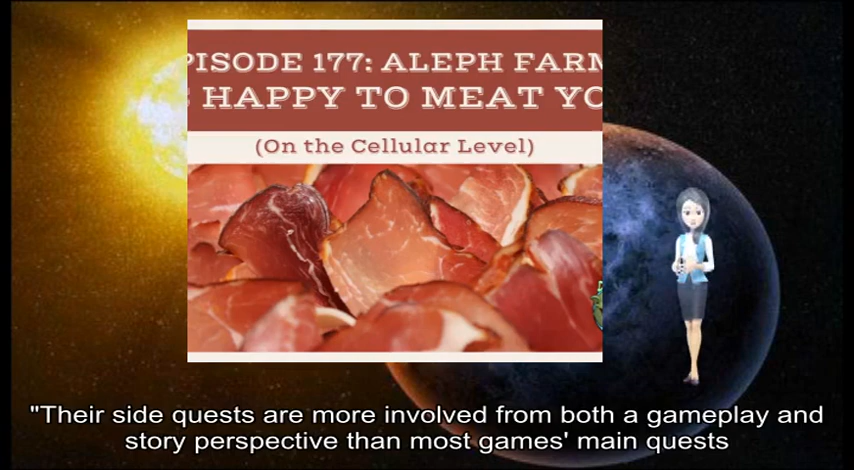 PISODE 177: ALEPH FARM
HAPPY TO MEAT YO
(On the Cellular Level)
"Their side quests are more involved from both a gameplay and
story perspective than most games' main quests